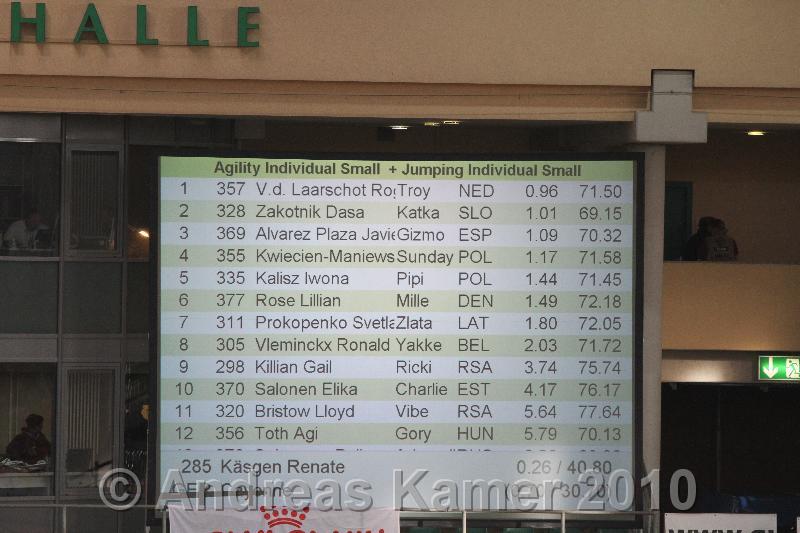 HALLE
Agility Individual Small + Jumping Individual Small
1 357 V.d. Laarschot Rog Troy NED 0.96 71.50
2 328 Zakotnik Dasa Katka SLO 1.01 69.15
3 369 Alvarez Plaza Javie Gizmo ESP 1.09 70.32
4 355 Kwiecien-Maniews Sunday POL 1.17 71.58
5 335 Kalisz Iwona Pipi POL 1.44 71.45
6 377 Rose Lillian Mille DEN 1.49 72.18
7 311 Prokopenko Svetla Zlata LAT 1.80 72.05
8 305 Vleminckx Ronald Yakke BEL 2.03 71.72
9 298 Killian Gail Ricki RSA 3.74 75.74
10 370 Salonen Elika Charlie EST 4.17 76.17
11 320 Bristow Lloyd Vibe RSA 5.64 77.64
12 356 Toth Agi Gory HUN 5.79 70.13
285 Käsgen Renate 0.26 / 40.80
© Andreas Kamer 2010